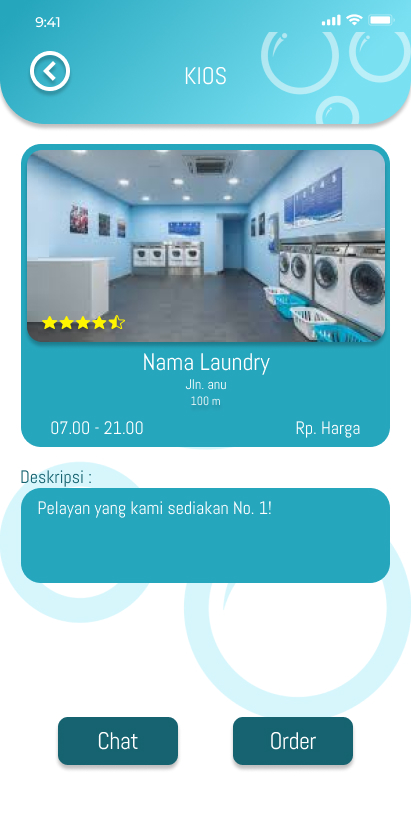 9:41
KIOS
Nama Laundry
Jln. anu
100 m
07.00 - 21.00
Rp. Harga
Deskripsi :
Pelayan yang kami sediakan No. 1!
Chat
Order